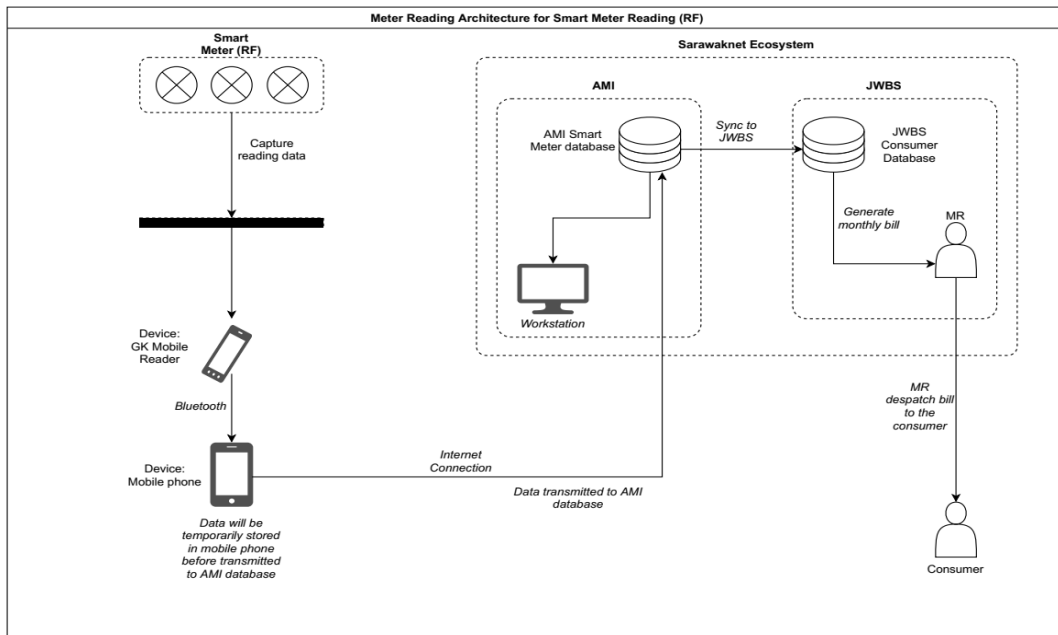 Meter Reading Architecture for Smart Meter Reading (RF)
Smart
Meter (RF)
Capture
reading data
Device:
GK Mobile
Reader
Bluetooth
Device:
Mobile phone
Data will be
temporarily stored
in mobile phone
before transmitted
to AMI database
Internet
Connection
Data transmitted to AMI
database
Sarawaknet Ecosystem
AMI
AMI Smart
Meter database
Workstation
Sync to
JWBS
JWBS
JWBS
Consumer
Database
Generate
monthly bill
MR
MR
despatch bill
to the
consumer
Consumer